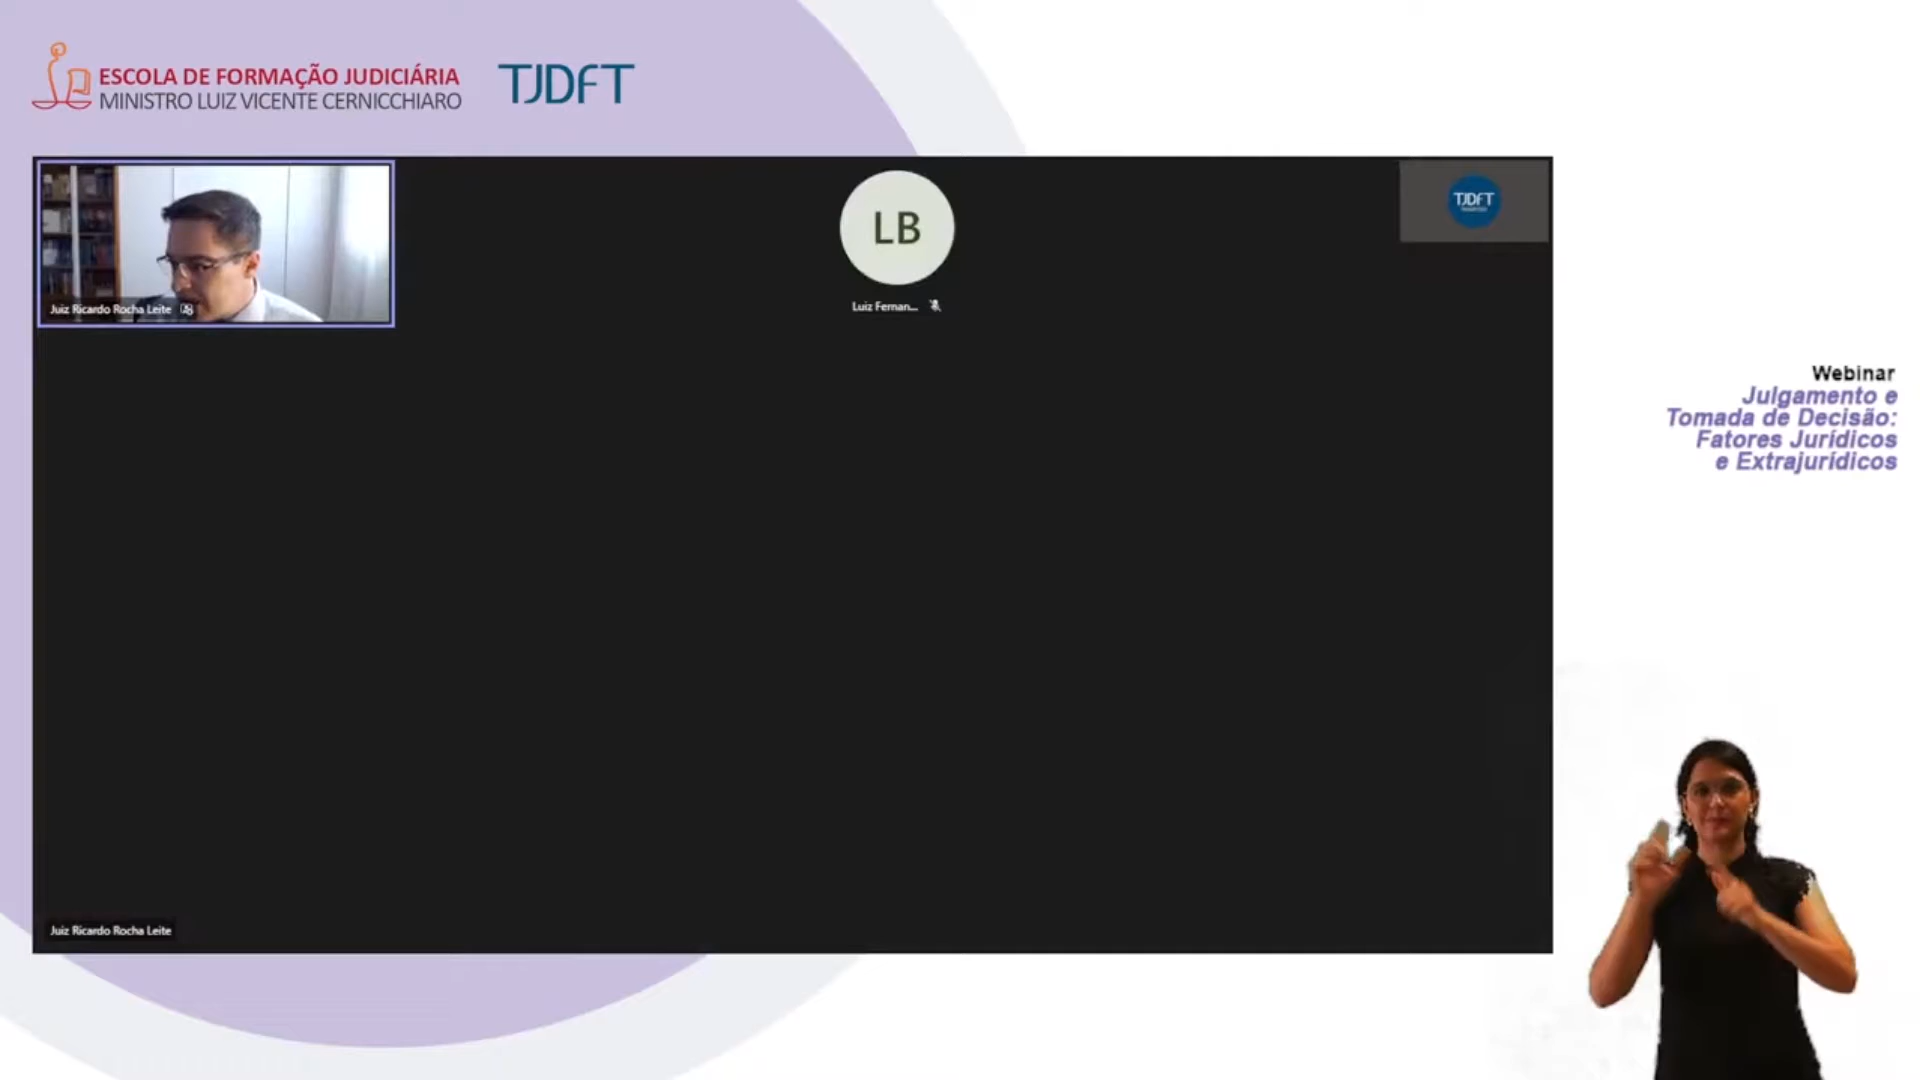 ESCOLA DE FORMAÇÃO JUDICIÁRIA
MINISTRO LUIZ VICENTE CERNICCHIARO
TJDFT
Juiz Ricardo Rocha Leite
LB
Luiz Fernan...
TJDFT
Webinar
Julgamento e
Tomada de Decisão:
Fatores Jurídicos
e Extrajurídicos
Juiz Ricardo Rocha Leite